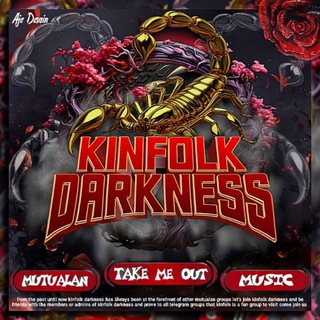 Aje Desain
KINFOLK
DARKNESS
MUTUALAN
TAKE ME OUT
MUSIC
from the past until now kinfolk darkness has always been at the forefront of other mutualan groups let's join kinfolk darkness and be
friends with the members or admins of kinfolk darkness and prove to all telegram groups that kinfolk is a fun group to visit come join us